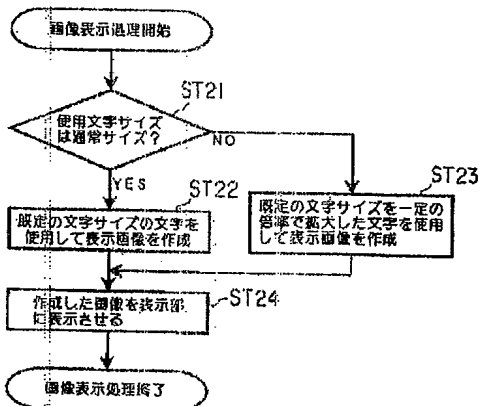 画像表示処理開始
ST21
使用文字サイズ
は通常サイズ?
NO
YES
ST22
既定の文字サイズの文字を
使用して表示画像を作成
ST23
既定の文字サイズを一定の
倍率で拡大した文字を使用
して表示画像を作成
ST24
作成した画像を表示部
に表示させる
画像表示処理終了